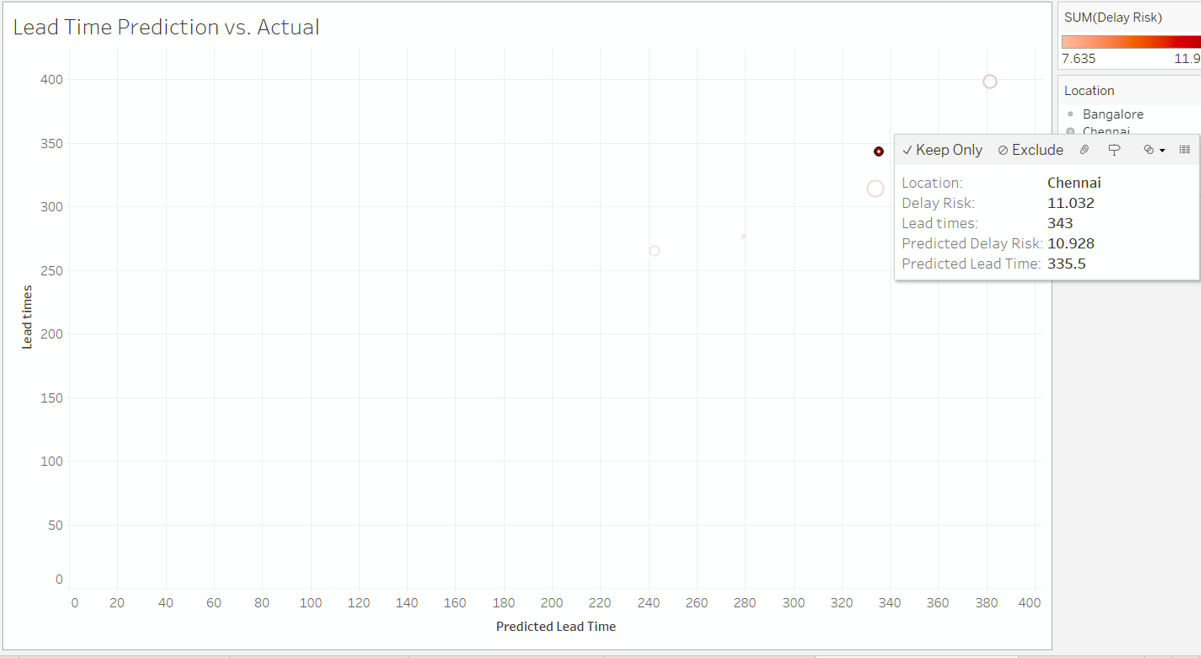 Lead Time Prediction vs. Actual
SUM(Delay Risk)
7.635 11.9
Location
Bangalore
Chennai
Keep Only Exclude
Location: Chennai
Delay Risk: 11.032
Lead times: 343
Predicted Delay Risk: 10.928
Predicted Lead Time: 335.5
400
350
300
250
200
150
100
50
0
Lead times
0 20 40 60 80 100 120 140 160 180 200 220 240 260 280 300 320 340 360 380 400
Predicted Lead Time